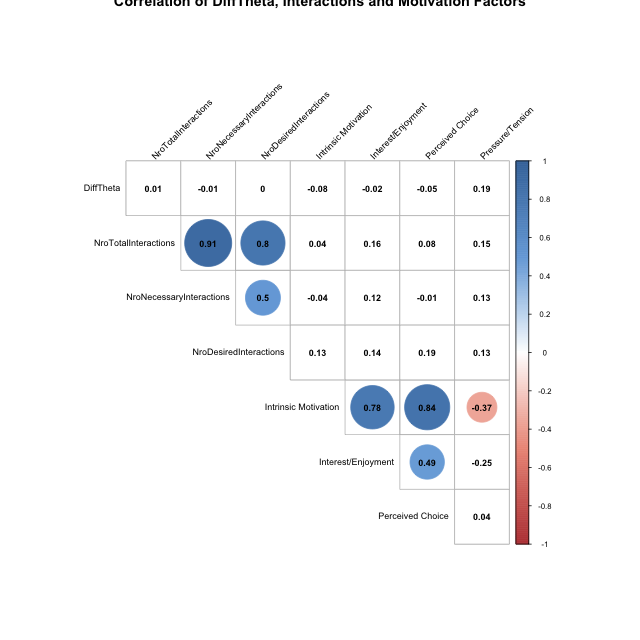 Correlation of DiffTheta, Interactions and Motivation Factors
NroTotalInteractions
NroNecessaryInteractions
NroDesiredInteractions
Intrinsic Motivation
Interest/Enjoyment
Perceived Choice
Pressure/Tension
DiffTheta 0.01 -0.01 0 -0.08 -0.02 -0.05 0.19
NroTotalInteractions 0.91 0.8 0.04 0.16 0.08 0.15
NroNecessaryInteractions 0.5 -0.04 0.12 -0.01 0.13
NroDesiredInteractions 0.13 0.14 0.19 0.13
Intrinsic Motivation 0.78 0.84 -0.37
Interest/Enjoyment 0.49 -0.25
Perceived Choice 0.04
1
0.8
0.6
0.4
0.2
0
-0.2
-0.4
-0.6
-0.8
-1